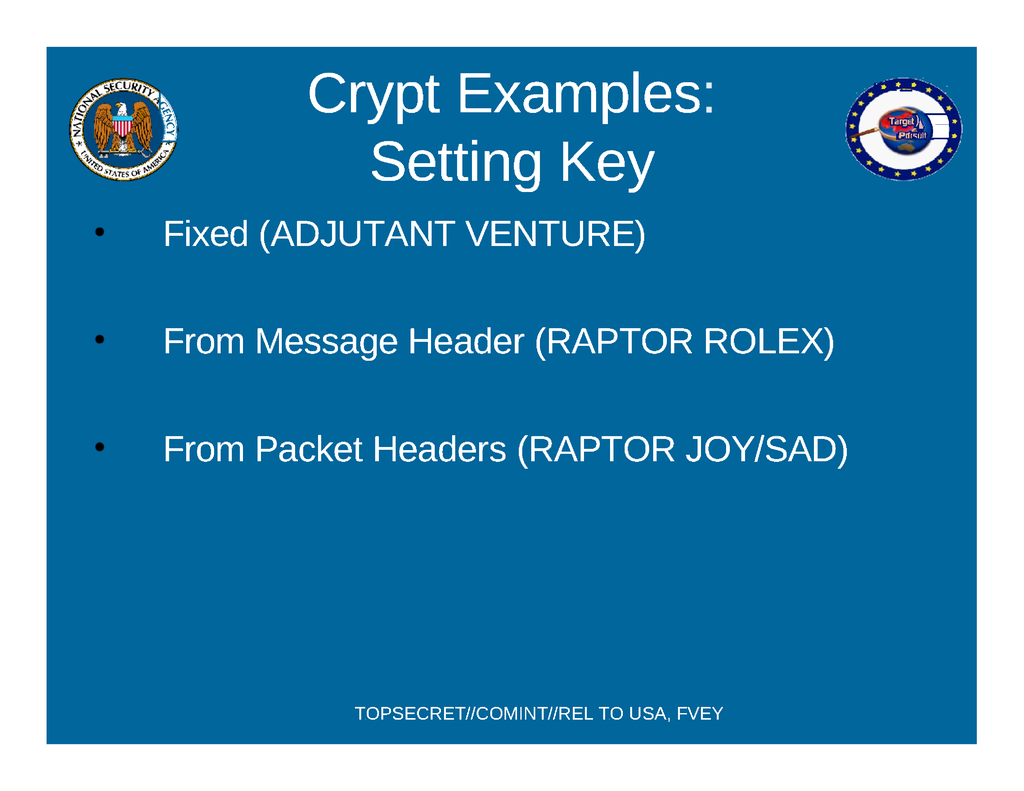 Crypt Examples:
Setting Key
NATIONAL SECURITY AGENCY
UNITED STATES OF AMERICA
Target
Pursuit
• Fixed (ADJUTANT VENTURE)
• From Message Header (RAPTOR ROLEX)
• From Packet Headers (RAPTOR JOY/SAD)
TOPSECRET//COMINT//REL TO USA, FVEY